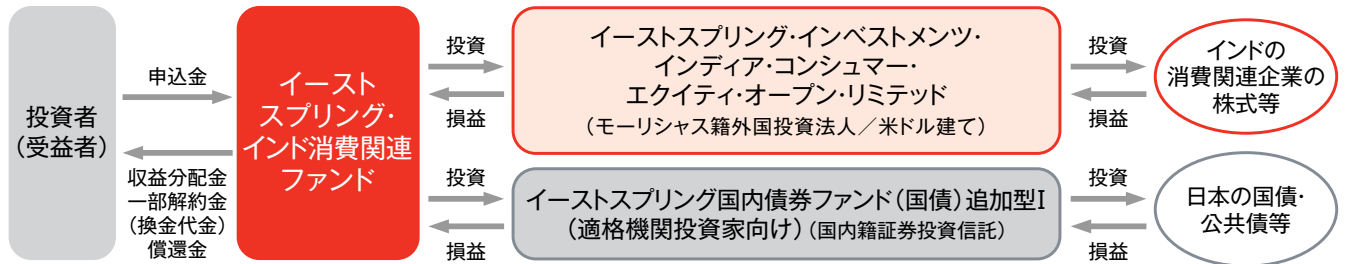 投資者
(受益者)
申込金
収益分配金
一部解約金
(換金代金)
償還金
イースト
スプリング・
インド消費関連
ファンド
投資
損益
イーストスプリング・インベストメンツ・
インディア・コンシュマー・
エクイティ・オープン・リミテッド
(モーリシャス籍外国投資法人/米ドル建て)
投資
損益
インドの
消費関連企業の
株式等
投資
損益
イーストスプリング国内債券ファンド(国債)追加型I
(適格機関投資家向け)(国内籍証券投資信託)
投資
損益
日本の国債・
公共債等